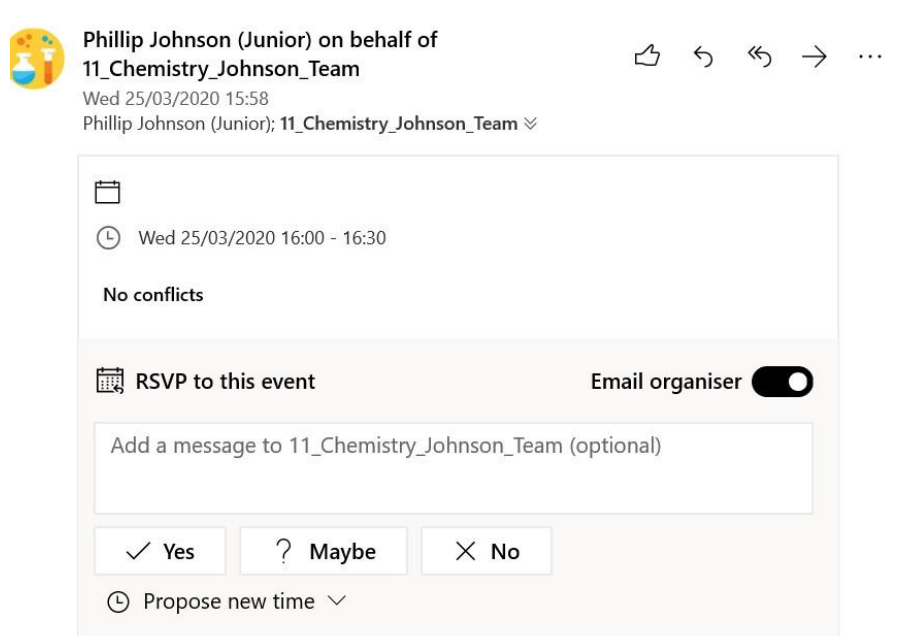 Phillip Johnson (Junior) on behalf of
11_Chemistry_Johnson_Team
Wed 25/03/2020 15:58
Phillip Johnson (Junior); 11_Chemistry_Johnson_Team
Wed 25/03/2020 16:00 - 16:30
No conflicts
RSVP to this event
Email organiser
Add a message to 11_Chemistry_Johnson_Team (optional)
Yes
? Maybe
No
Propose new time